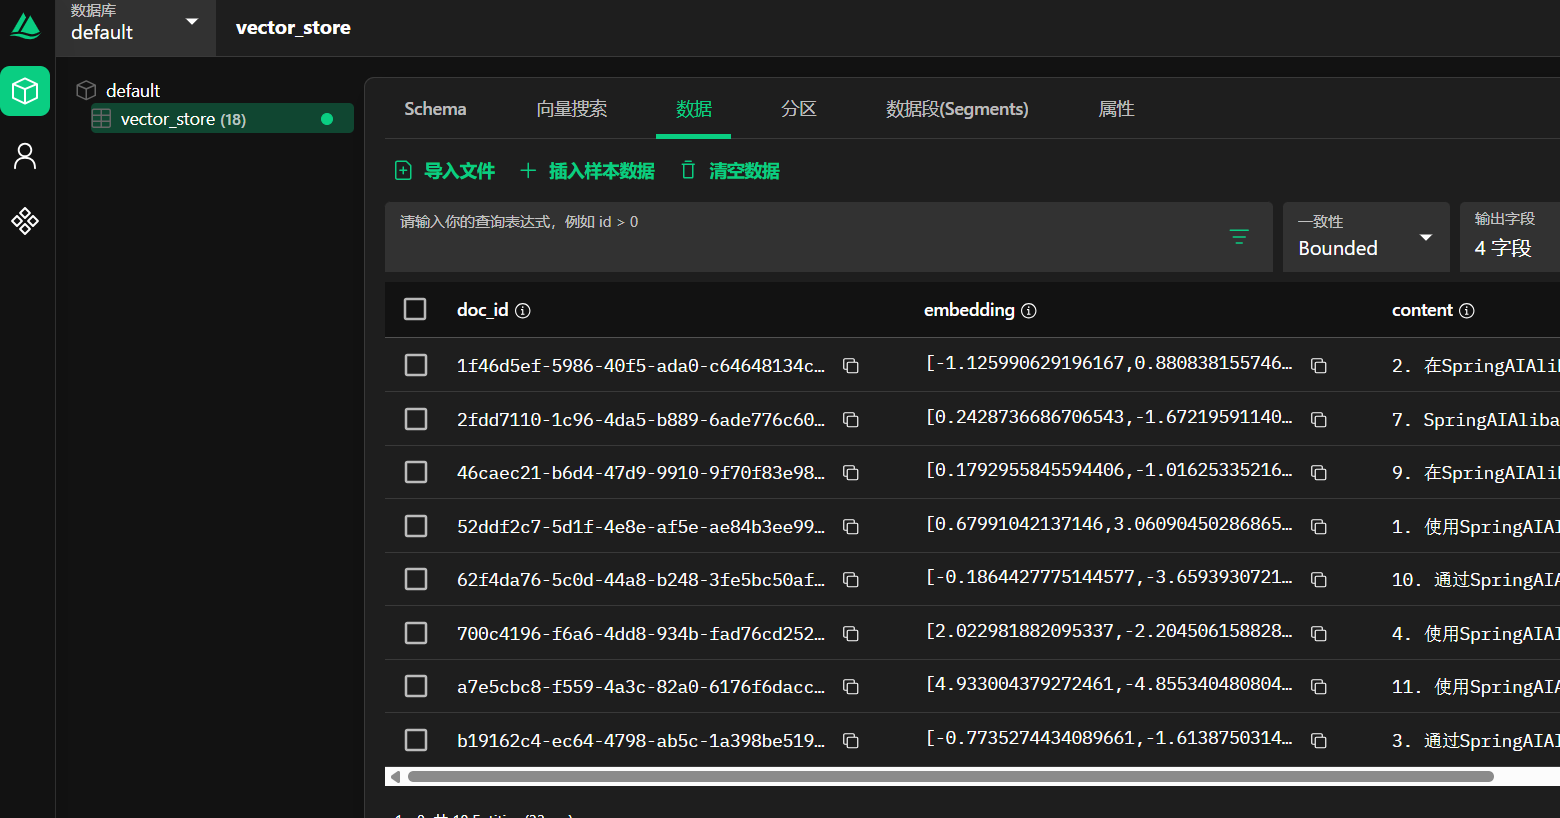 数据库
default
vector_store
default
vector_store (18)
Schema
向量搜索
数据
分区
数据段(Segments)
属性
导入文件
插入样本数据
清空数据
请输入你的查询表达式，例如 id > 0
一致性
Bounded
输出字段
4 字段
doc_id
embedding
content
1f46d5ef-5986-40f5-ada0-c64648134c…
[-1.125990629196167,0.880838155746…
2. 在SpringAIAli
2fdd7110-1c96-4da5-b889-6ade776c60…
[0.2428736686706543,-1.67219591140…
7. SpringAIAliba
46caec21-b6d4-47d9-9910-9f70f83e98…
[0.1792955845594406,-1.01625335216…
9. 在SpringAIAli
52ddf2c7-5d1f-4e8e-af5e-ae84b3ee99…
[0.67991042137146,3.06090450286865…
1. 使用SpringAIA
62f4da76-5c0d-44a8-b248-3fe5bc50af…
[-0.1864427775144577,-3.6593930721…
10. 通过SpringAIA
700c4196-f6a6-4dd8-934b-fad76cd252…
[2.022981882095337,-2.204506158828…
4. 使用SpringAIA
a7e5cbc8-f559-4a3c-82a0-6176f6dacc…
[4.933004379272461,-4.855340480804…
11. 使用SpringAIA
b19162c4-ec64-4798-ab5c-1a398be519…
[-0.7735274434089661,-1.6138750314…
3. 通过SpringAIA